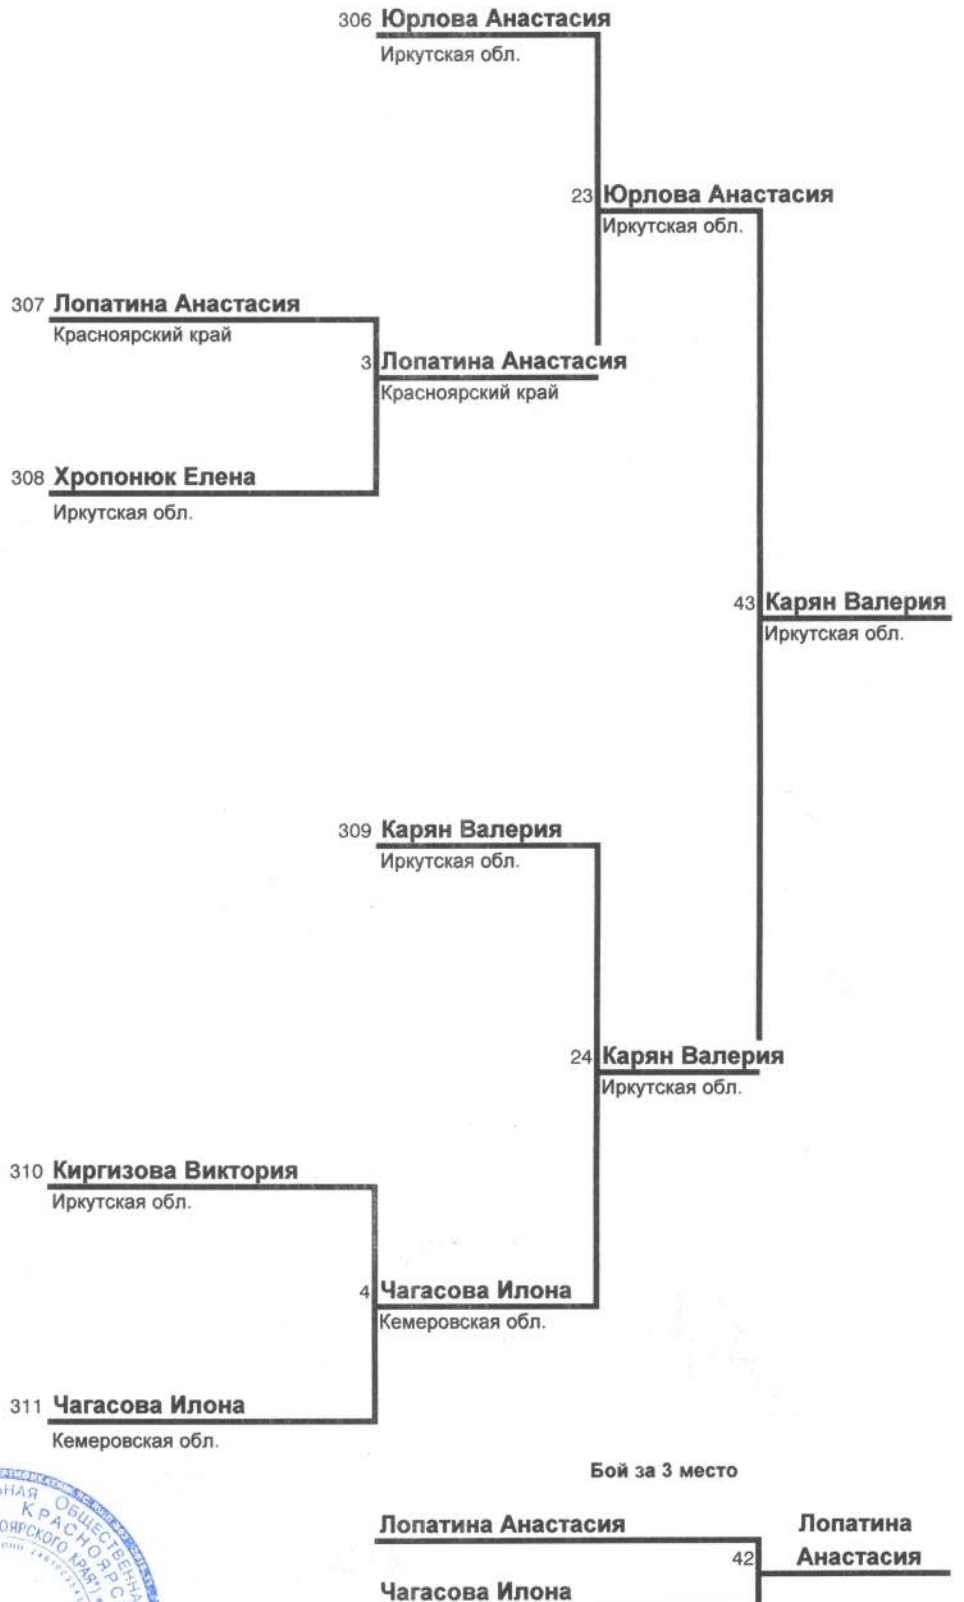 306 Юрлова Анастасия
Иркутская обл.
23 Юрлова Анастасия
Иркутская обл.
307 Лопатина Анастасия
Красноярский край
3 Лопатина Анастасия
Красноярский край
308 Хропонюк Елена
Иркутская обл.
43 Карян Валерия
Иркутская обл.
309 Карян Валерия
Иркутская обл.
24 Карян Валерия
Иркутская обл.
310 Киргизова Виктория
Иркутская обл.
4 Чагасова Илона
Кемеровская обл.
311 Чагасова Илона
Кемеровская обл.
Бой за 3 место
Лопатина Анастасия
Лопатина
42 Анастасия
Чагасова Илона